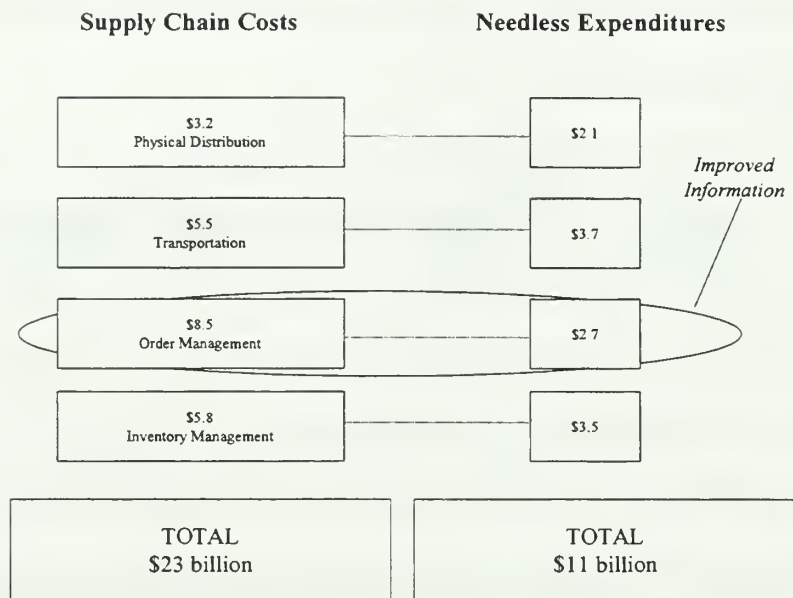 Supply Chain Costs
Needless Expenditures
$3.2
Physical Distribution
$2.1
Improved
Information
$5.5
Transportation
$3.7
$8.5
Order Management
$2.7
$5.8
Inventory Management
$3.5
TOTAL
$23 billion
TOTAL
$11 billion